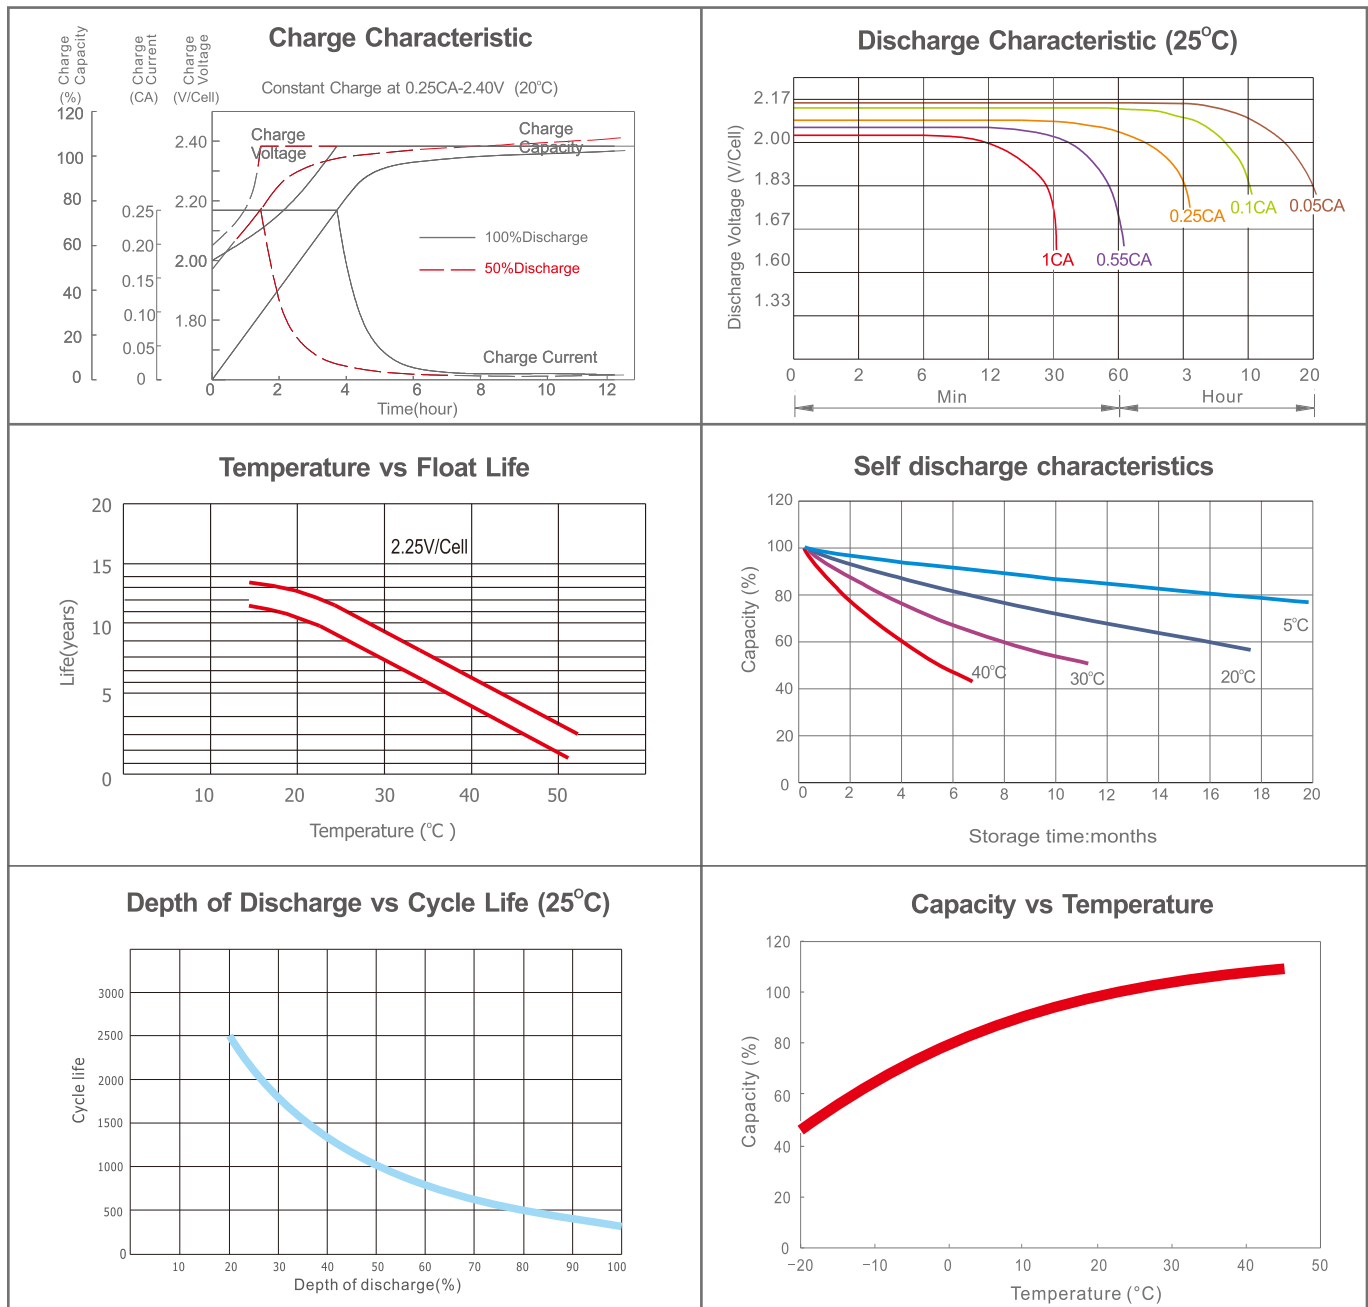 Charge Characteristic
Charge
Capacity
(%)
Charge
Current
(CA)
Charge
Voltage
(V/Cell)
Constant Charge at 0.25CA-2.40V (20°C)
120
100
80
60
40
20
0
0.25
0.20
0.15
0.10
0.05
0
2.40
2.20
2.00
1.80
Charge
Voltage
Charge
Capacity
100%Discharge
50%Discharge
Charge Current
0 2 4 6 8 10 12
Time(hour)
Discharge Characteristic (25°C)
Discharge Voltage (V/Cell)
2.17
2.00
1.83
1.67
1.60
1.33
1CA 0.55CA 0.25CA 0.1CA 0.05CA
0 2 6 12 30 60 3 10 20
Min Hour
Temperature vs Float Life
Life(years)
20
15
10
5
0
2.25V/Cell
10 20 30 40 50
Temperature (°C )
Self discharge characteristics
Capacity (%)
120
100
80
60
40
20
0
40°C 30°C 20°C 5°C
0 2 4 6 8 10 12 14 16 18 20
Storage time:months
Depth of Discharge vs Cycle Life (25°C)
Cycle life
3000
2500
2000
1500
1000
500
0
10 20 30 40 50 60 70 80 90 100
Depth of discharge(%)
Capacity vs Temperature
Capacity (%)
120
100
80
60
40
20
0
−20 −10 0 10 20 30 40 50
Temperature (°C)